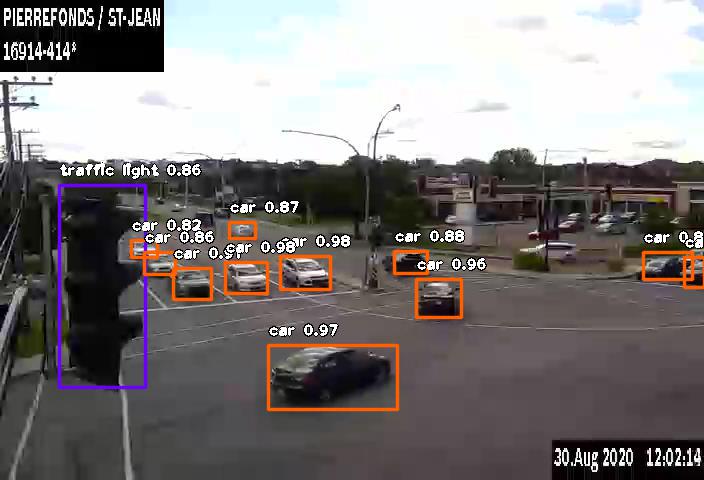 PIERREFONDS / ST-JEAN
16914-414*
traffic light 0.86
car 0.87
car 0.82
car 0.86
car 0.98
car 0.98
car 0.88
car 0.96
car 0.97
30.Aug 2020 12:02:14